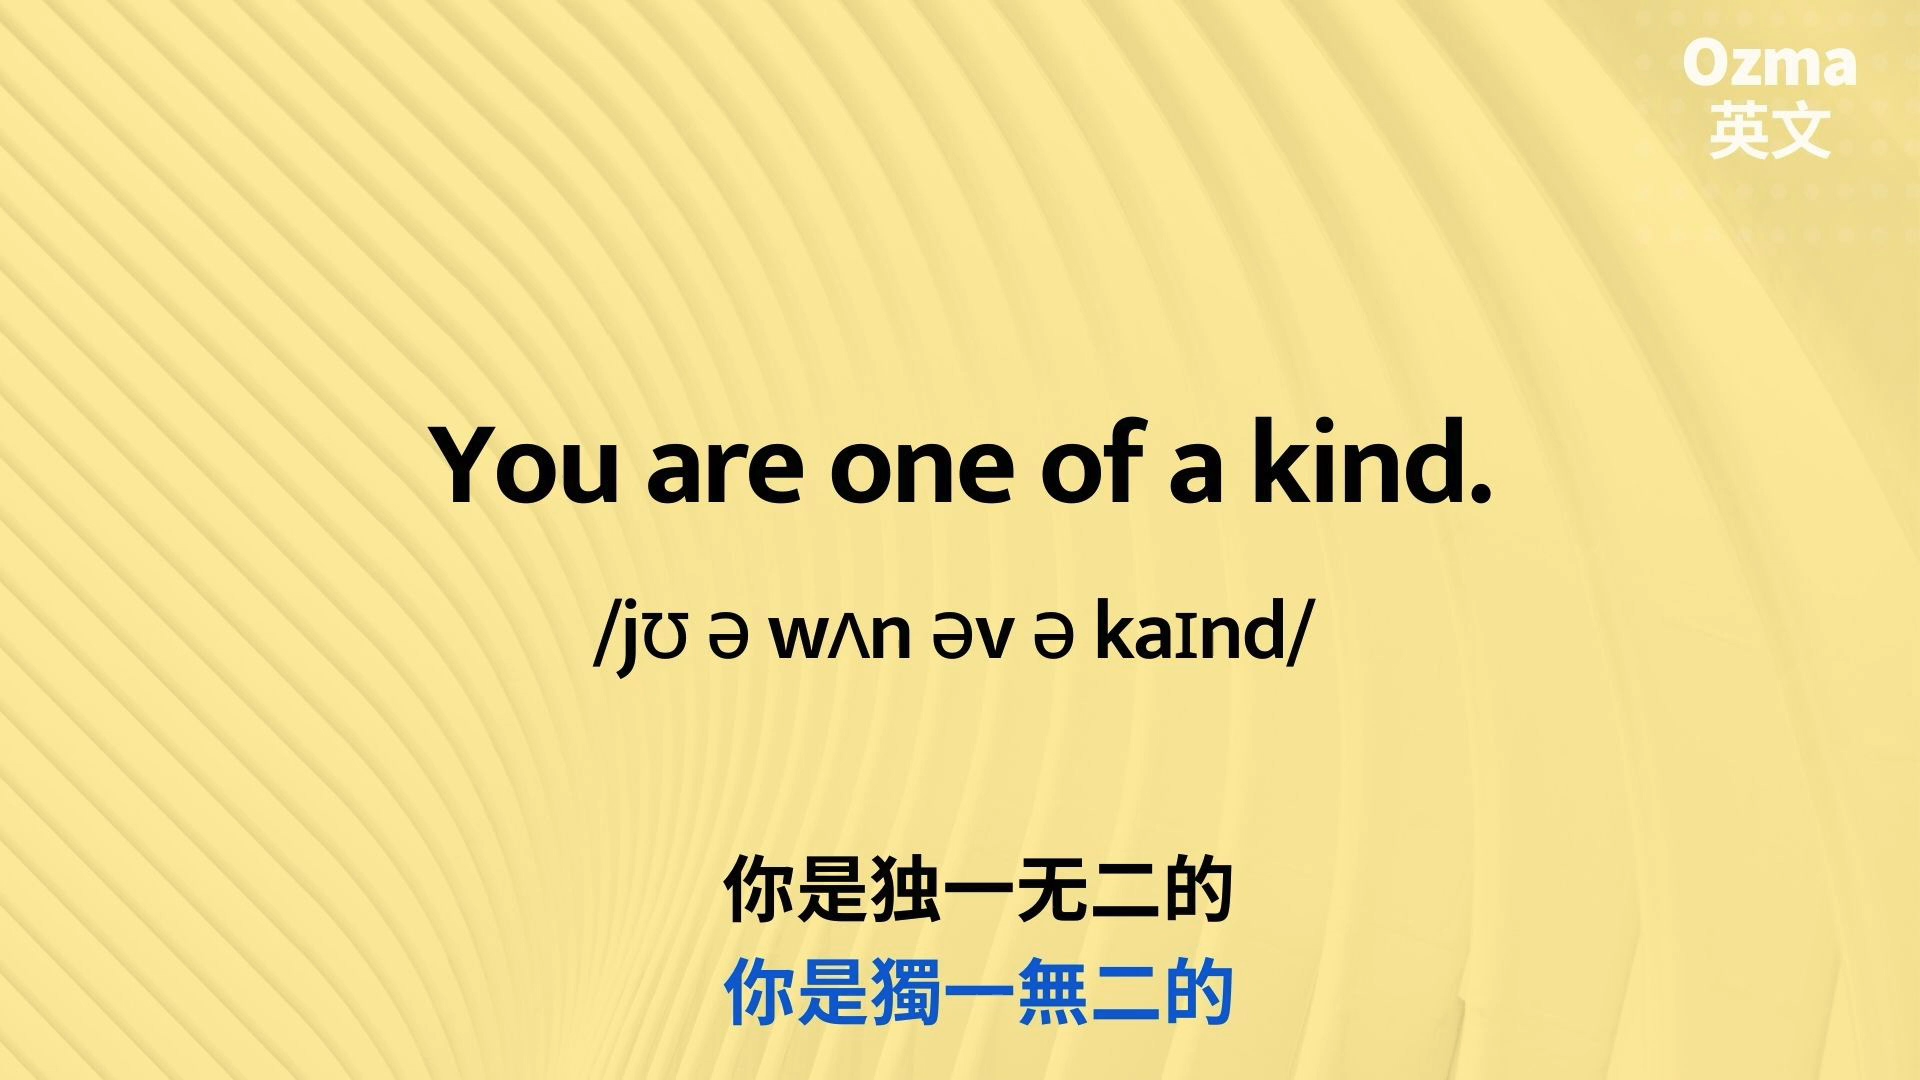 Ozma
英文
You are one of a kind.
/jʊ ə wʌn əv ə kaɪnd/
你是独一无二的
你是獨一無二的